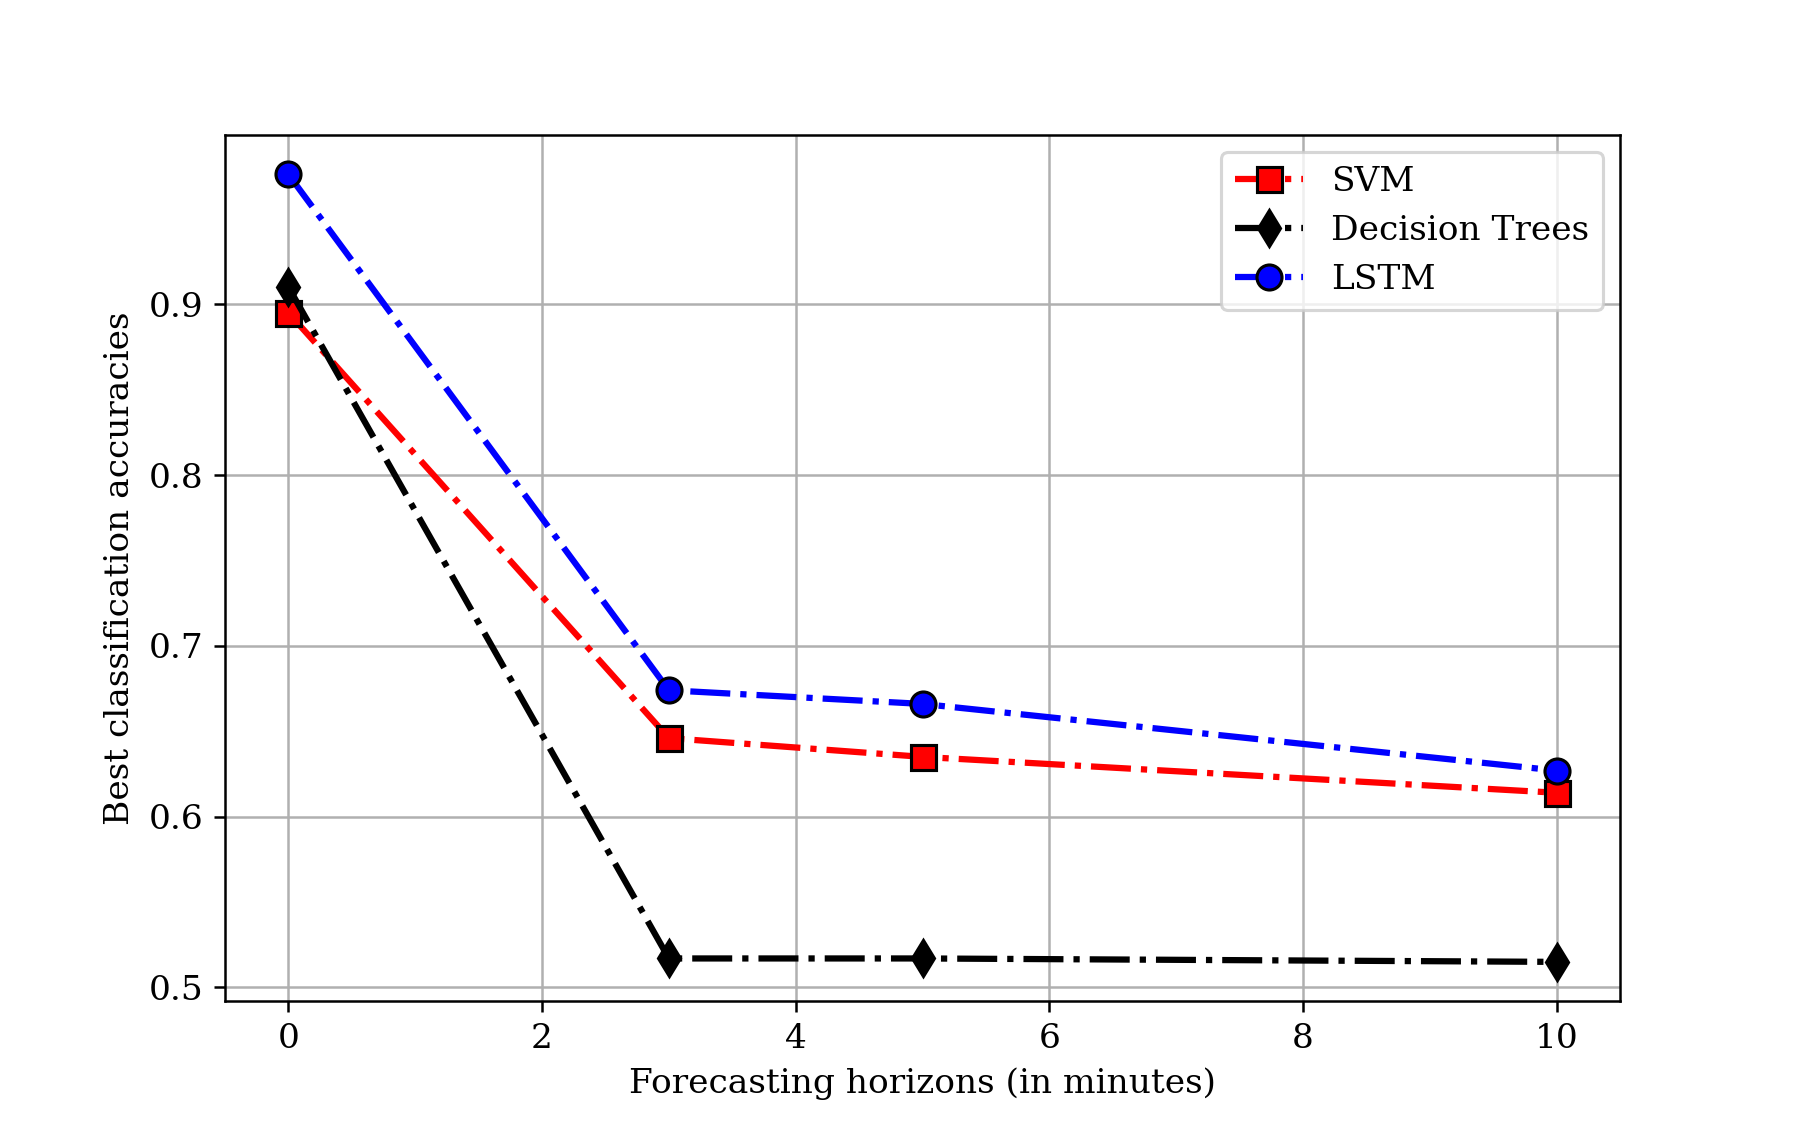 SVM
Decision Trees
LSTM
Best classification accuracies
0.9
0.8
0.7
0.6
0.5
0 2 4 6 8 10
Forecasting horizons (in minutes)